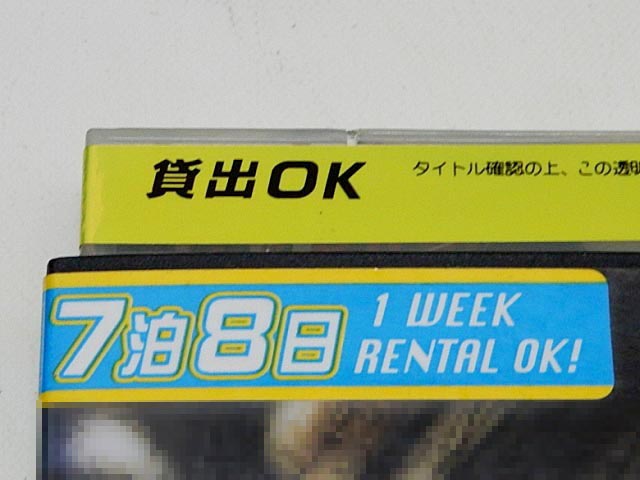 貸出OK
タイトル確認の上、この透明
7泊8日
1 WEEK
RENTAL OK!